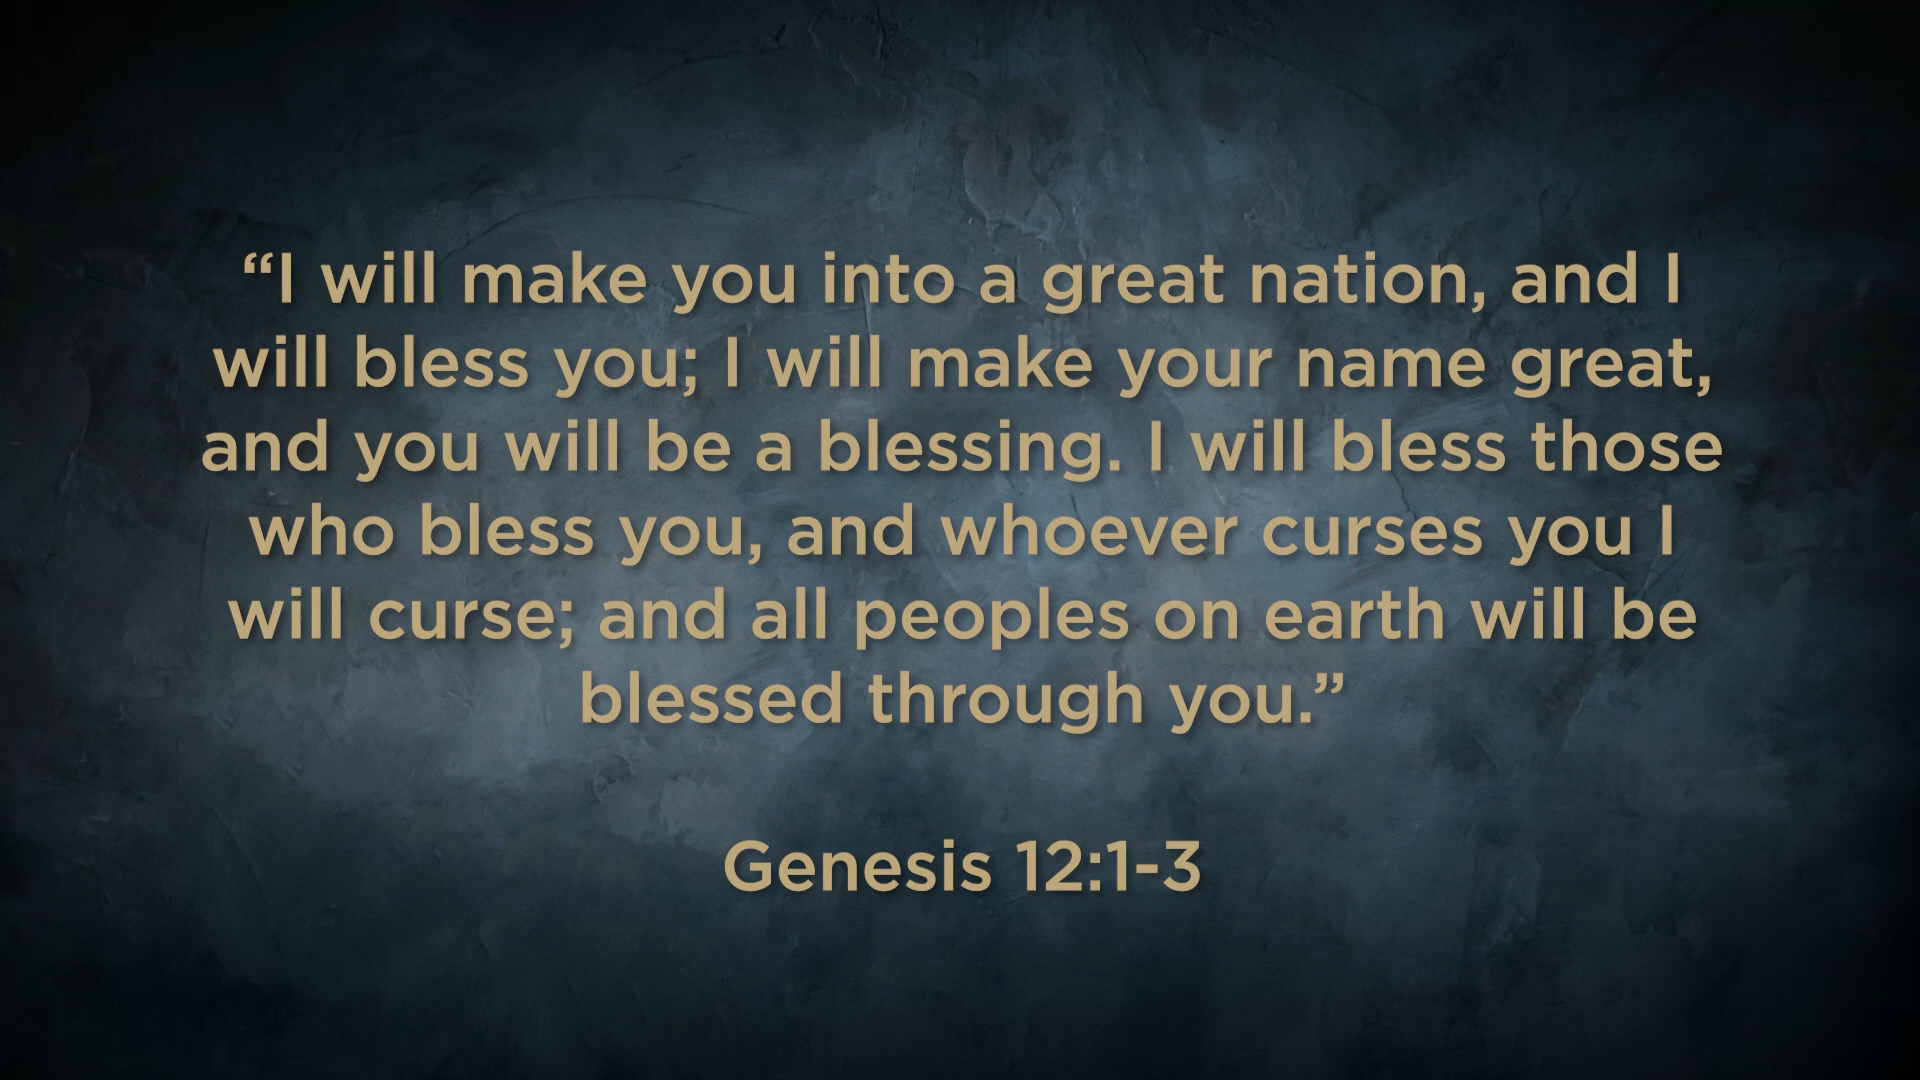 “I will make you into a great nation, and I
will bless you; I will make your name great,
and you will be a blessing. I will bless those
who bless you, and whoever curses you I
will curse; and all peoples on earth will be
blessed through you.”
Genesis 12:1-3